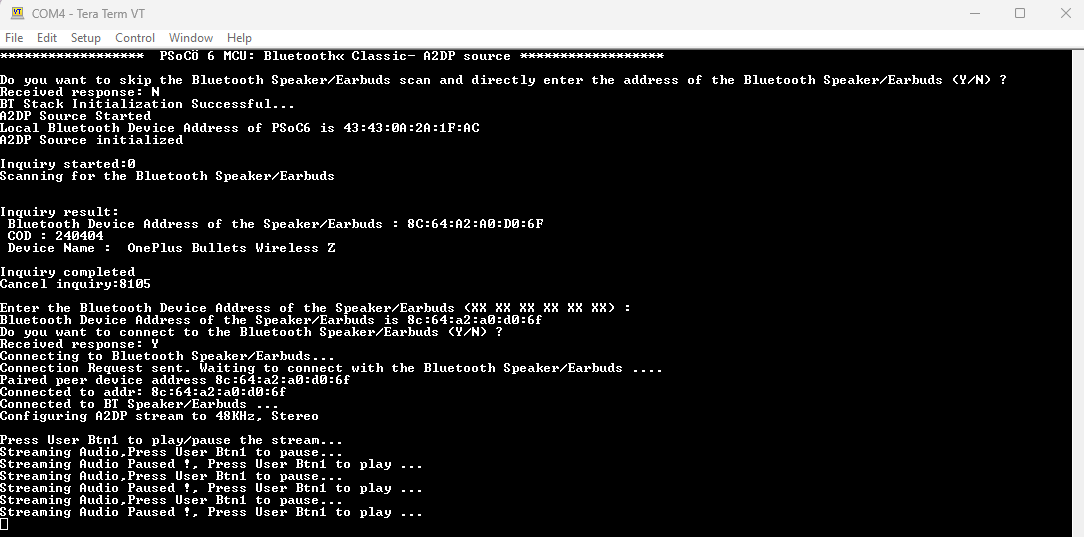 COM4 - Tera Term VT
File Edit Setup Control Window Help
****************** PSoCÖ 6 MCU: Bluetooth« Classic- A2DP source ******************
Do you want to skip the Bluetooth Speaker/Earbuds scan and directly enter the address of the Bluetooth Speaker/Earbuds (Y/N) ?
Received response: N
BT Stack Initialization Successful...
A2DP Source Started
Local Bluetooth Device Address of PSoC6 is 43:43:0A:2A:1F:AC
A2DP Source initialized
Inquiry started:0
Scanning for the Bluetooth Speaker/Earbuds
Inquiry result:
Bluetooth Device Address of the Speaker/Earbuds : 8C:64:A2:A0:D0:6F
COD : 240404
Device Name : OnePlus Bullets Wireless Z
Inquiry completed
Cancel inquiry:8105
Enter the Bluetooth Device Address of the Speaker/Earbuds (XX XX XX XX XX XX) :
Bluetooth Device Address of the Speaker/Earbuds is 8c:64:a2:a0:d0:6f
Do you want to connect to the Bluetooth Speaker/Earbuds (Y/N) ?
Received response: Y
Connecting to Bluetooth Speaker/Earbuds...
Connection Request sent. Waiting to connect with the Bluetooth Speaker/Earbuds ....
Paired peer device address 8c:64:a2:a0:d0:6f
Connected to addr: 8c:64:a2:a0:d0:6f
Connected to BT Speaker/Earbuds ...
Configuring A2DP stream to 48KHz, Stereo
Press User Btn1 to play/pause the stream...
Streaming Audio,Press User Btn1 to pause...
Streaming Audio Paused !, Press User Btn1 to play ...
Streaming Audio,Press User Btn1 to pause...
Streaming Audio Paused !, Press User Btn1 to play ...
Streaming Audio,Press User Btn1 to pause...
Streaming Audio Paused !, Press User Btn1 to play ...